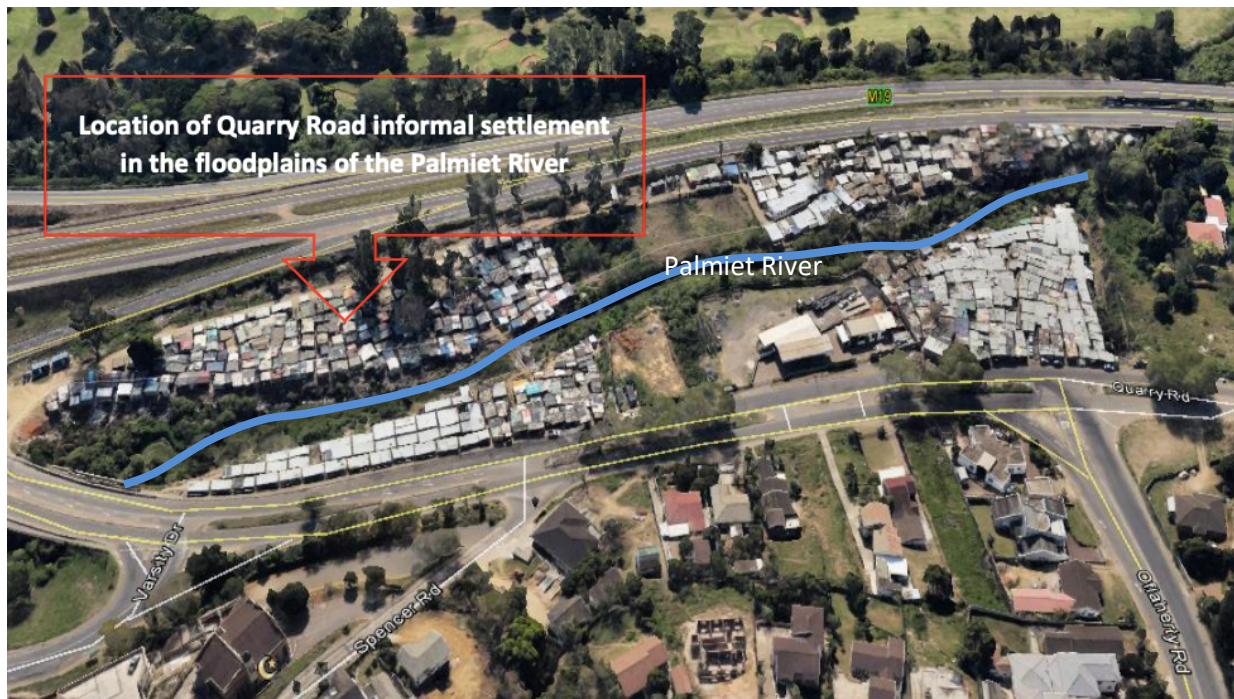 M19
Location of Quarry Road informal settlement
in the floodplains of the Palmiet River
Palmiet River
Quarry Rd
Varsity Dr
Spencer Rd
Oflaherty Rd